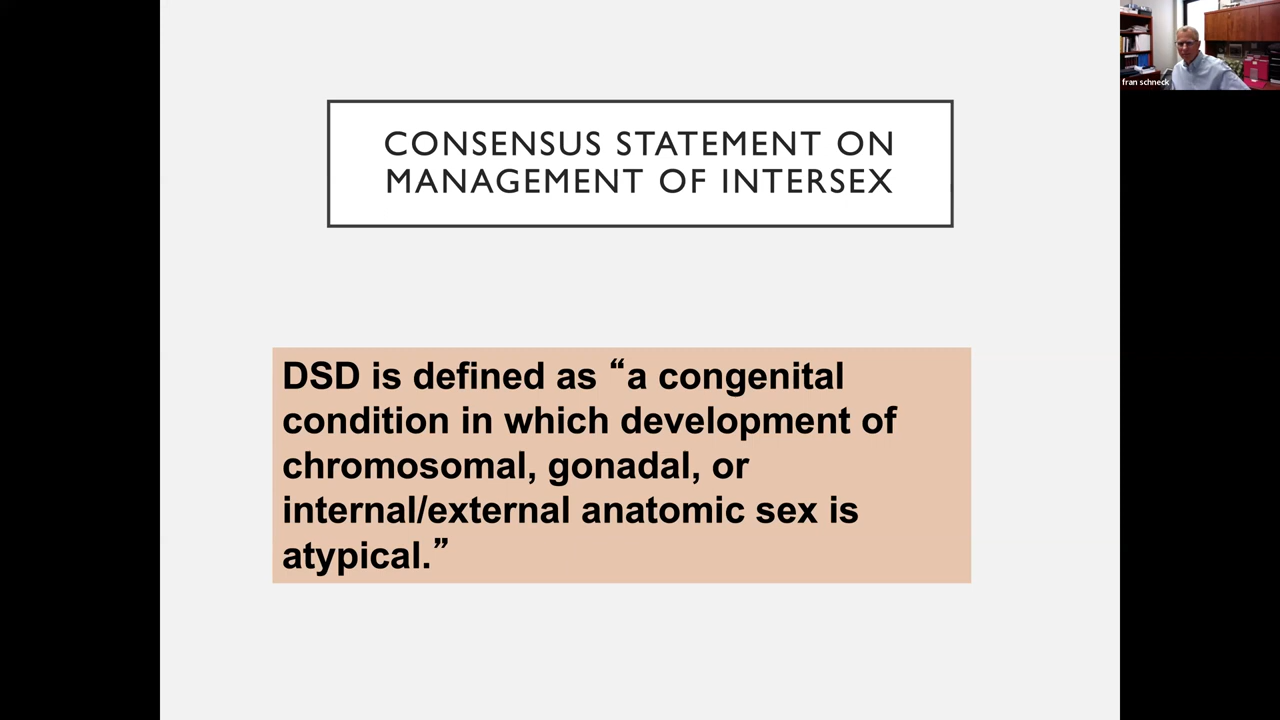 fran schneck
CONSENSUS STATEMENT ON
MANAGEMENT OF INTERSEX
DSD is defined as “a congenital
condition in which development of
chromosomal, gonadal, or
internal/external anatomic sex is
atypical.”